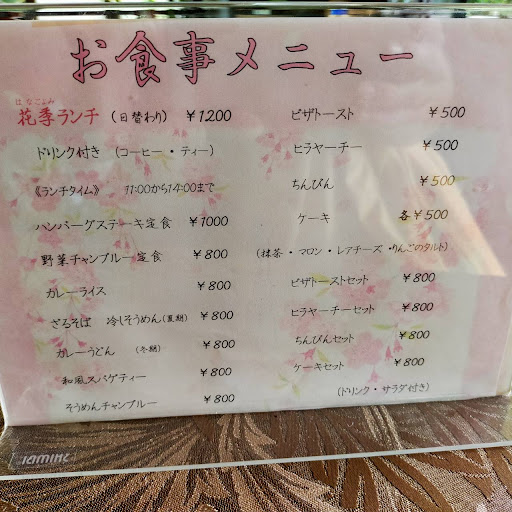 お食事メニュー
はなごよみ
花季ランチ (日替わり) ¥1200
ドリンク付き (コーヒー・ティー)
《ランチタイム》 11:00から14:00まで
ハンバーグステーキ定食 ¥1000
野菜チャンプルー定食 ¥800
カレーライス ¥800
ざるそば 冷しそうめん(夏期) ¥800
カレーうどん (冬期) ¥800
和風スパゲティー ¥800
そうめんチャンプルー ¥800
ピザトースト ¥500
ヒラヤーチー ¥500
ちんびん ¥500
ケーキ 各¥500
(抹茶・マロン・レアチーズ・りんごのタルト)
ピザトーストセット ¥800
ヒラヤーチーセット ¥800
ちんびんセット ¥800
ケーキセット ¥800
(ドリンク・サラダ付き)